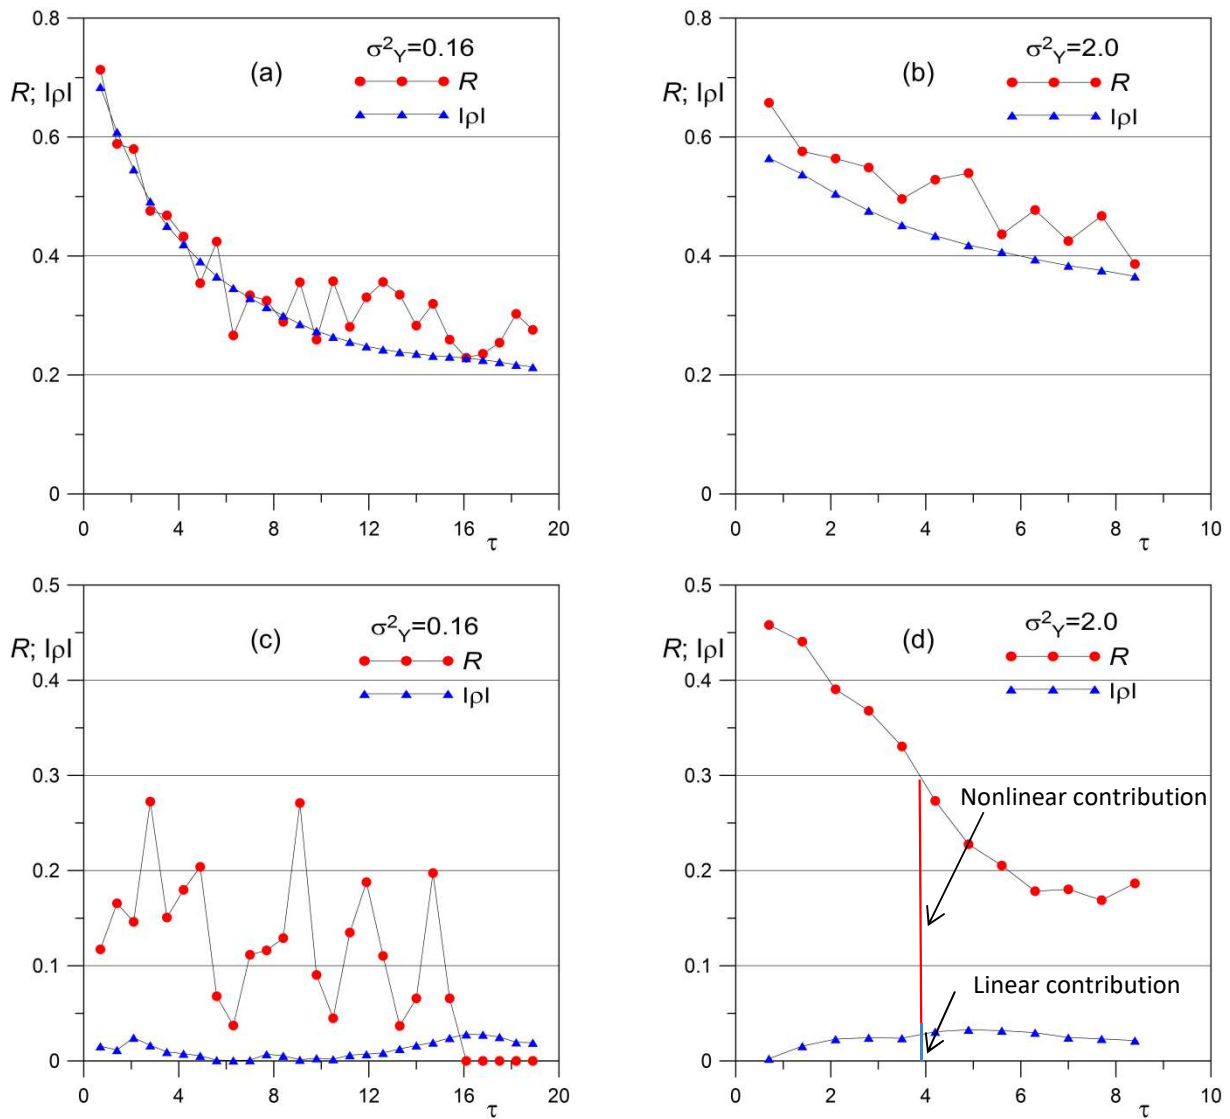 0.8
σ²Y=0.16
(a)
R
R; IρI
IρI
0.6
0.4
0.2
0
0 4 8 12 16 20
τ
0.8
σ²Y=2.0
(b)
R
R; IρI
IρI
0.6
0.4
0.2
0
0 2 4 6 8 10
τ
0.5
σ²Y=0.16
(c)
R; IρI
R
IρI
0.4
0.3
0.2
0.1
0
0 4 8 12 16 20
τ
0.5
σ²Y=2.0
(d)
R; IρI
R
IρI
0.4
0.3
Nonlinear contribution
0.2
0.1
Linear contribution
0
0 2 4 6 8 10
τ